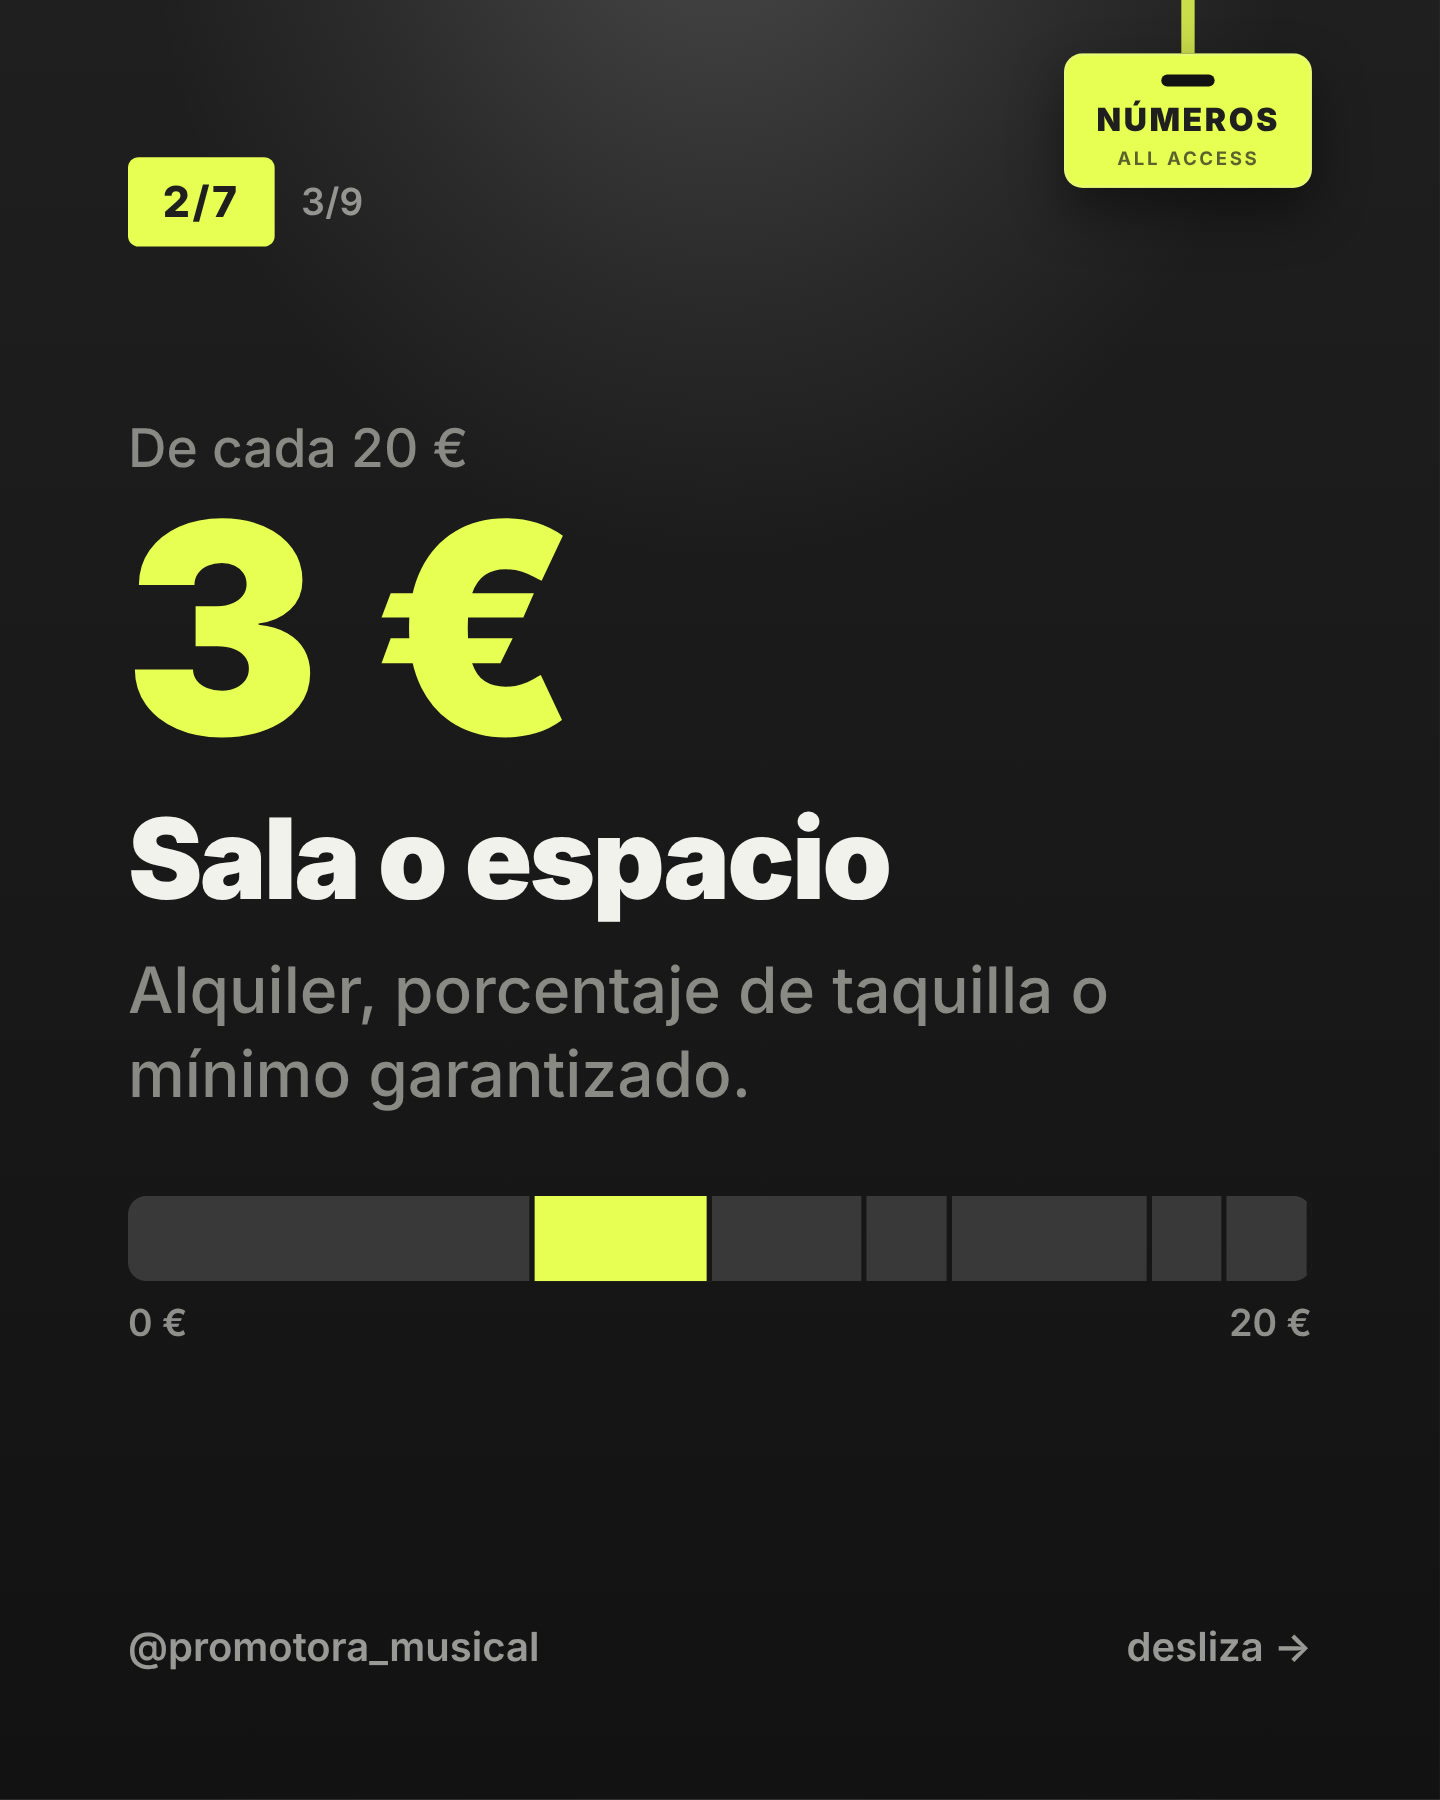 NÚMEROS
ALL ACCESS
2/7 3/9
De cada 20 €
3 €
Sala o espacio
Alquiler, porcentaje de taquilla o
mínimo garantizado.
0 € 20 €
@promotora_musical desliza →